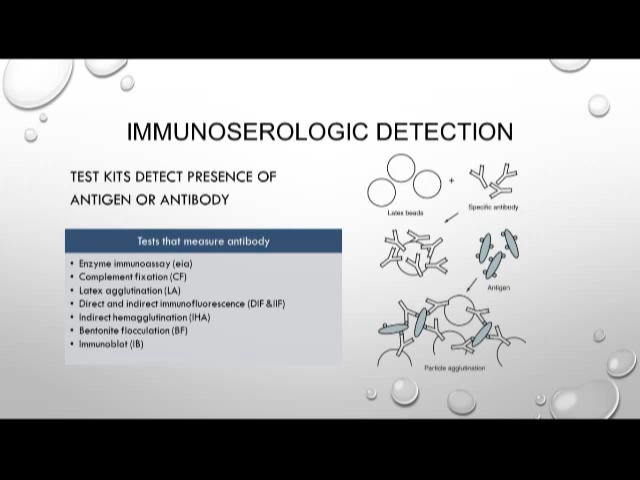 IMMUNOSEROLOGIC DETECTION
TEST KITS DETECT PRESENCE OF
ANTIGEN OR ANTIBODY
Tests that measure antibody
• Enzyme immunoassay (eia)
• Complement fixation (CF)
• Latex agglutination (LA)
• Direct and indirect immunofluorescence (DIF &IIF)
• Indirect hemagglutination (IHA)
• Bentonite flocculation (BF)
• Immunoblot (IB)
+
Latex beads
Specific antibody
Antigen
Particle agglutination